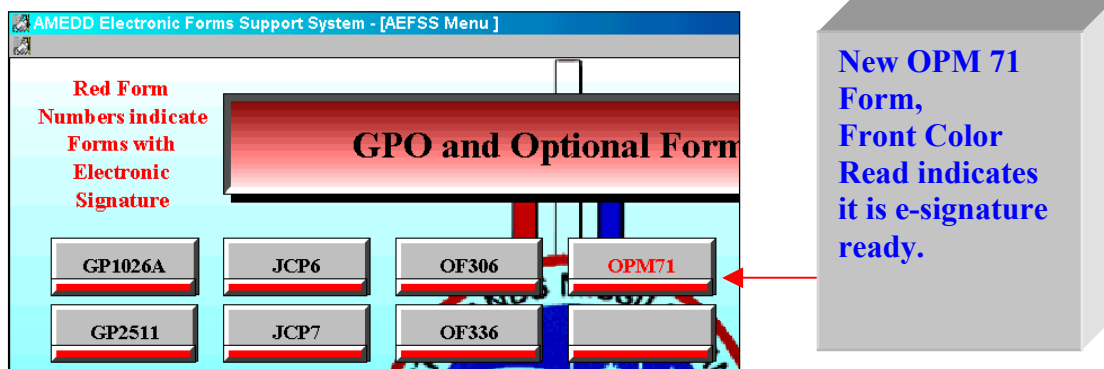 AMEDD Electronic Forms Support System - [AEFSS Menu ]
Red Form
Numbers indicate
Forms with
Electronic
Signature
GPO and Optional Form
GP1026A
JCP6
OF306
OPM71
GP2511
JCP7
OF336
New OPM 71
Form,
Front Color
Read indicates
it is e-signature
ready.